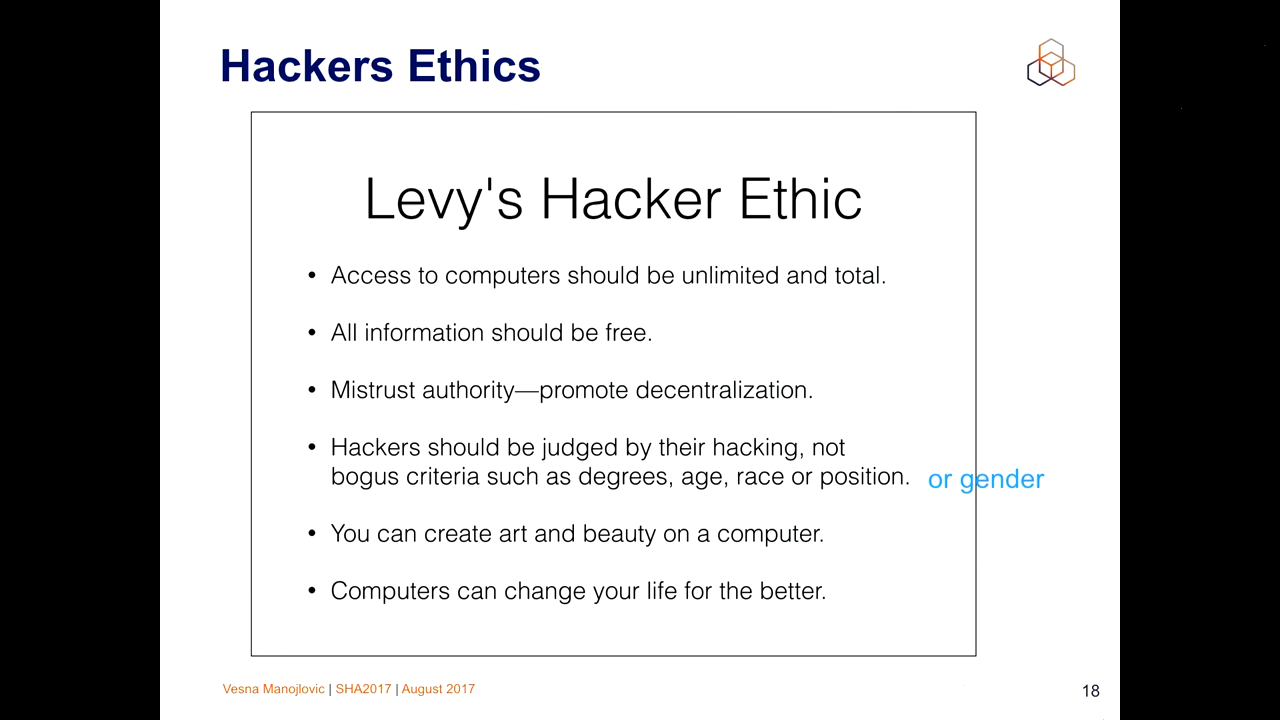 Hackers Ethics
Levy's Hacker Ethic
• Access to computers should be unlimited and total.
• All information should be free.
• Mistrust authority—promote decentralization.
• Hackers should be judged by their hacking, not
bogus criteria such as degrees, age, race or position. or gender
• You can create art and beauty on a computer.
• Computers can change your life for the better.
Vesna Manojlovic | SHA2017 | August 2017
18